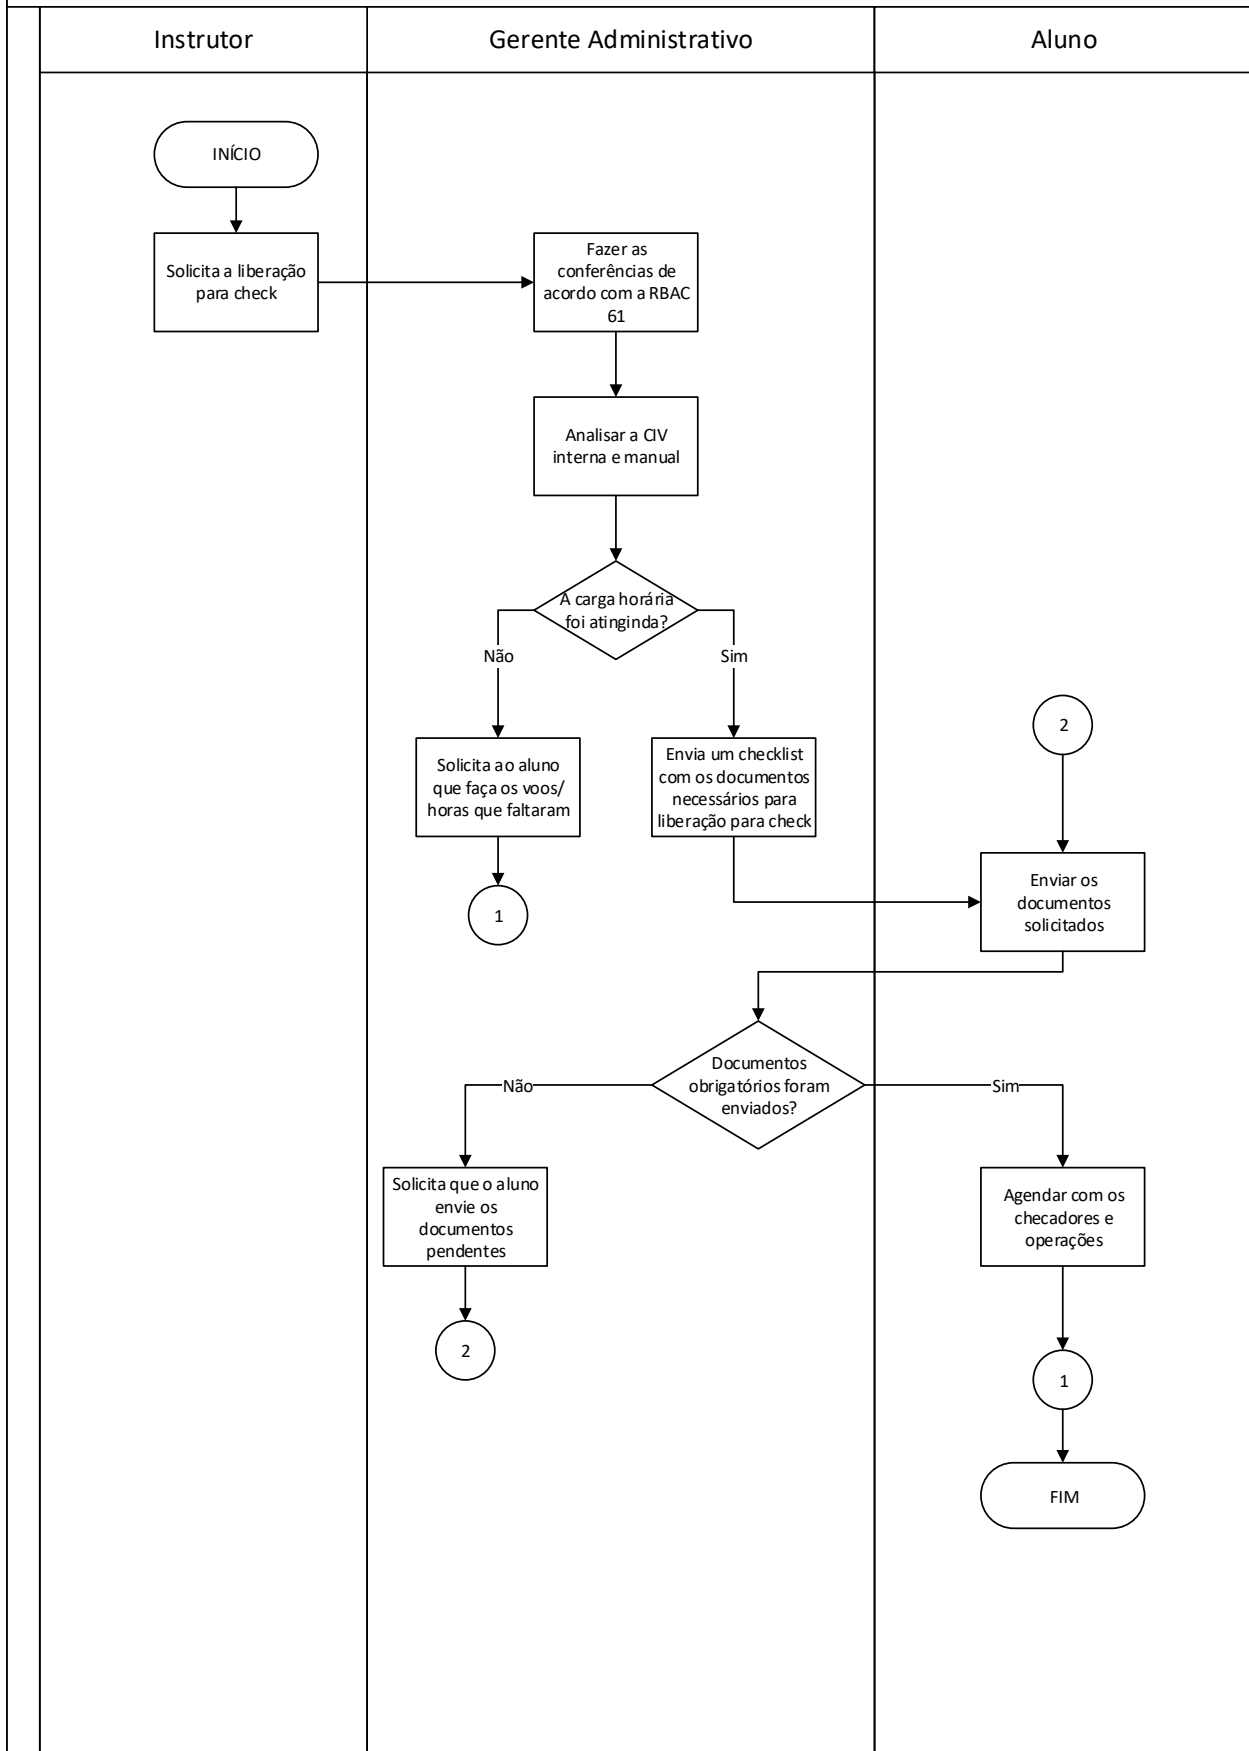 Instrutor
Gerente Administrativo
Aluno
INÍCIO
Solicita a liberação
para check
Fazer as
conferências de
acordo com a RBAC
61
Analisar a CIV
interna e manual
A carga horária
foi atinginda?
Não
Sim
2
Solicita ao aluno
que faça os voos/
horas que faltaram
Envia um checklist
com os documentos
necessários para
liberação para check
1
Enviar os
documentos
solicitados
Documentos
obrigatórios foram
enviados?
Não
Sim
Solicita que o aluno
envie os
documentos
pendentes
Agendar com os
checadores e
operações
2
1
FIM